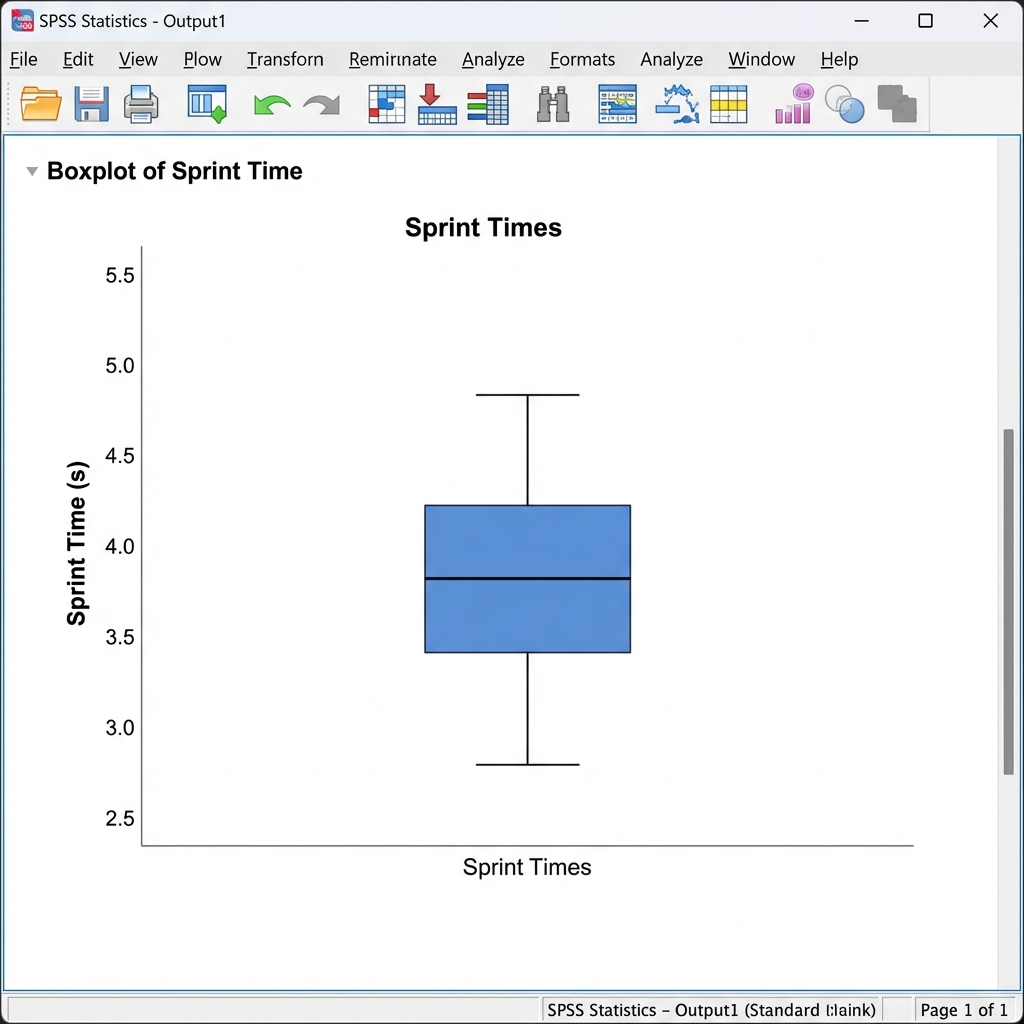 SPSS Statistics - Output1
File Edit View Plow Transforn Remirınate Analyze Formats Analyze Window Help
Boxplot of Sprint Time
Sprint Times
5.5
5.0
4.5
4.0
3.5
3.0
2.5
Sprint Time (s)
Sprint Times
SPSS Statistics – Output1 (Standard Page 1 of 1